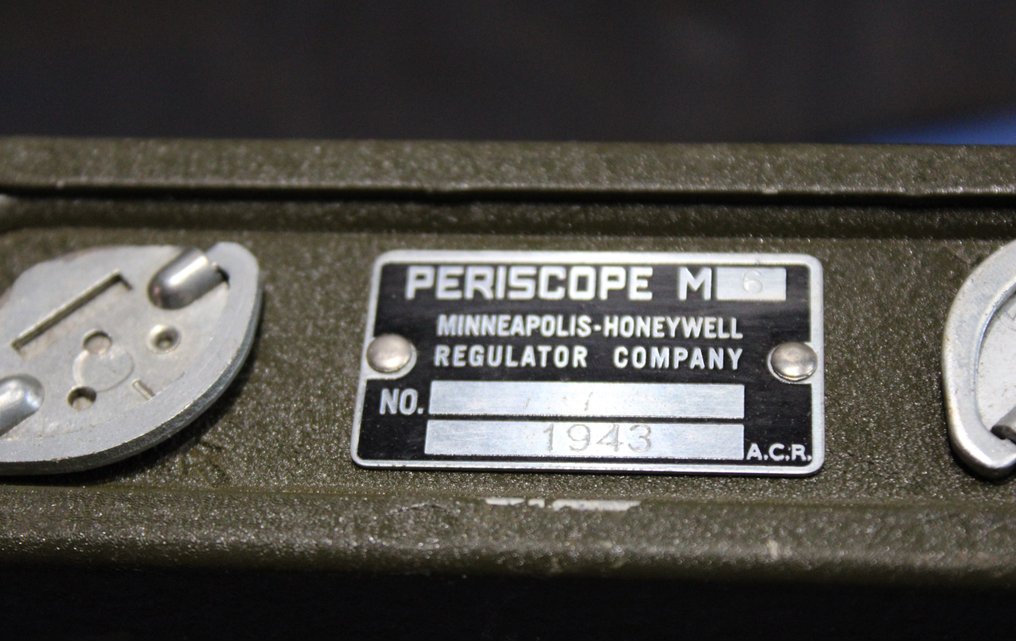 PERISCOPE M6
MINNEAPOLIS-HONEYWELL
REGULATOR COMPANY
NO.
1943
A.C.R.